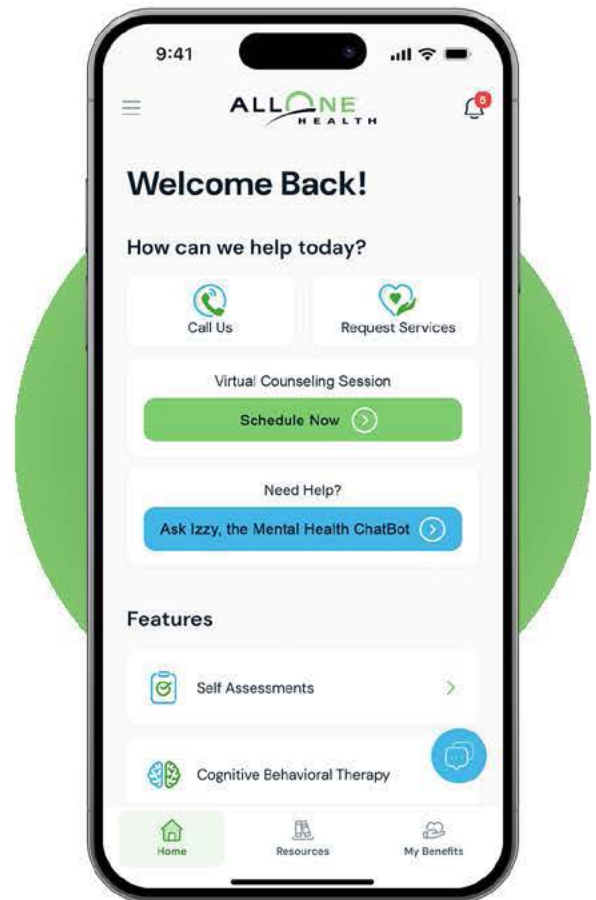 9:41
ALLONE
HEALTH
8
Welcome Back!
How can we help today?
Call Us
Request Services
Virtual Counseling Session
Schedule Now
Need Help?
Ask Izzy, the Mental Health ChatBot
Features
Self Assessments
Cognitive Behavioral Therapy
Home
Resources
My Benefits